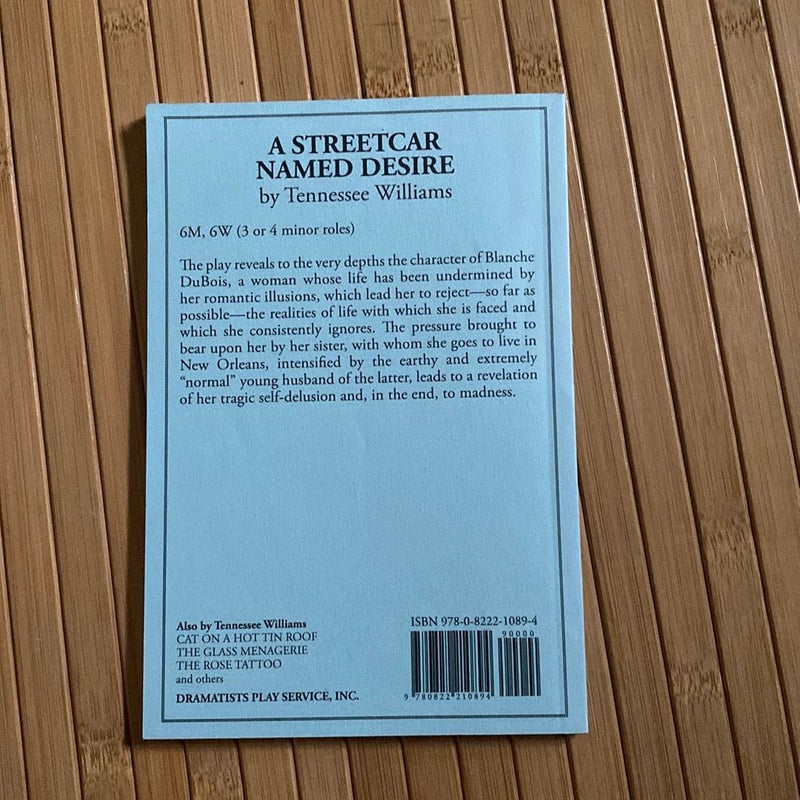 A STREETCAR
NAMED DESIRE
by Tennessee Williams
6M, 6W (3 or 4 minor roles)
The play reveals to the very depths the character of Blanche
DuBois, a woman whose life has been undermined by
her romantic illusions, which lead her to reject—so far as
possible—the realities of life with which she is faced and
which she consistently ignores. The pressure brought to
bear upon her by her sister, with whom she goes to live in
New Orleans, intensified by the earthy and extremely
“normal” young husband of the latter, leads to a revelation
of her tragic self-delusion and, in the end, to madness.
Also by Tennessee Williams
CAT ON A HOT TIN ROOF
THE GLASS MENAGERIE
THE ROSE TATTOO
and others
DRAMATISTS PLAY SERVICE, INC.
ISBN 978-0-8222-1089-4
90000
9 780822 210894